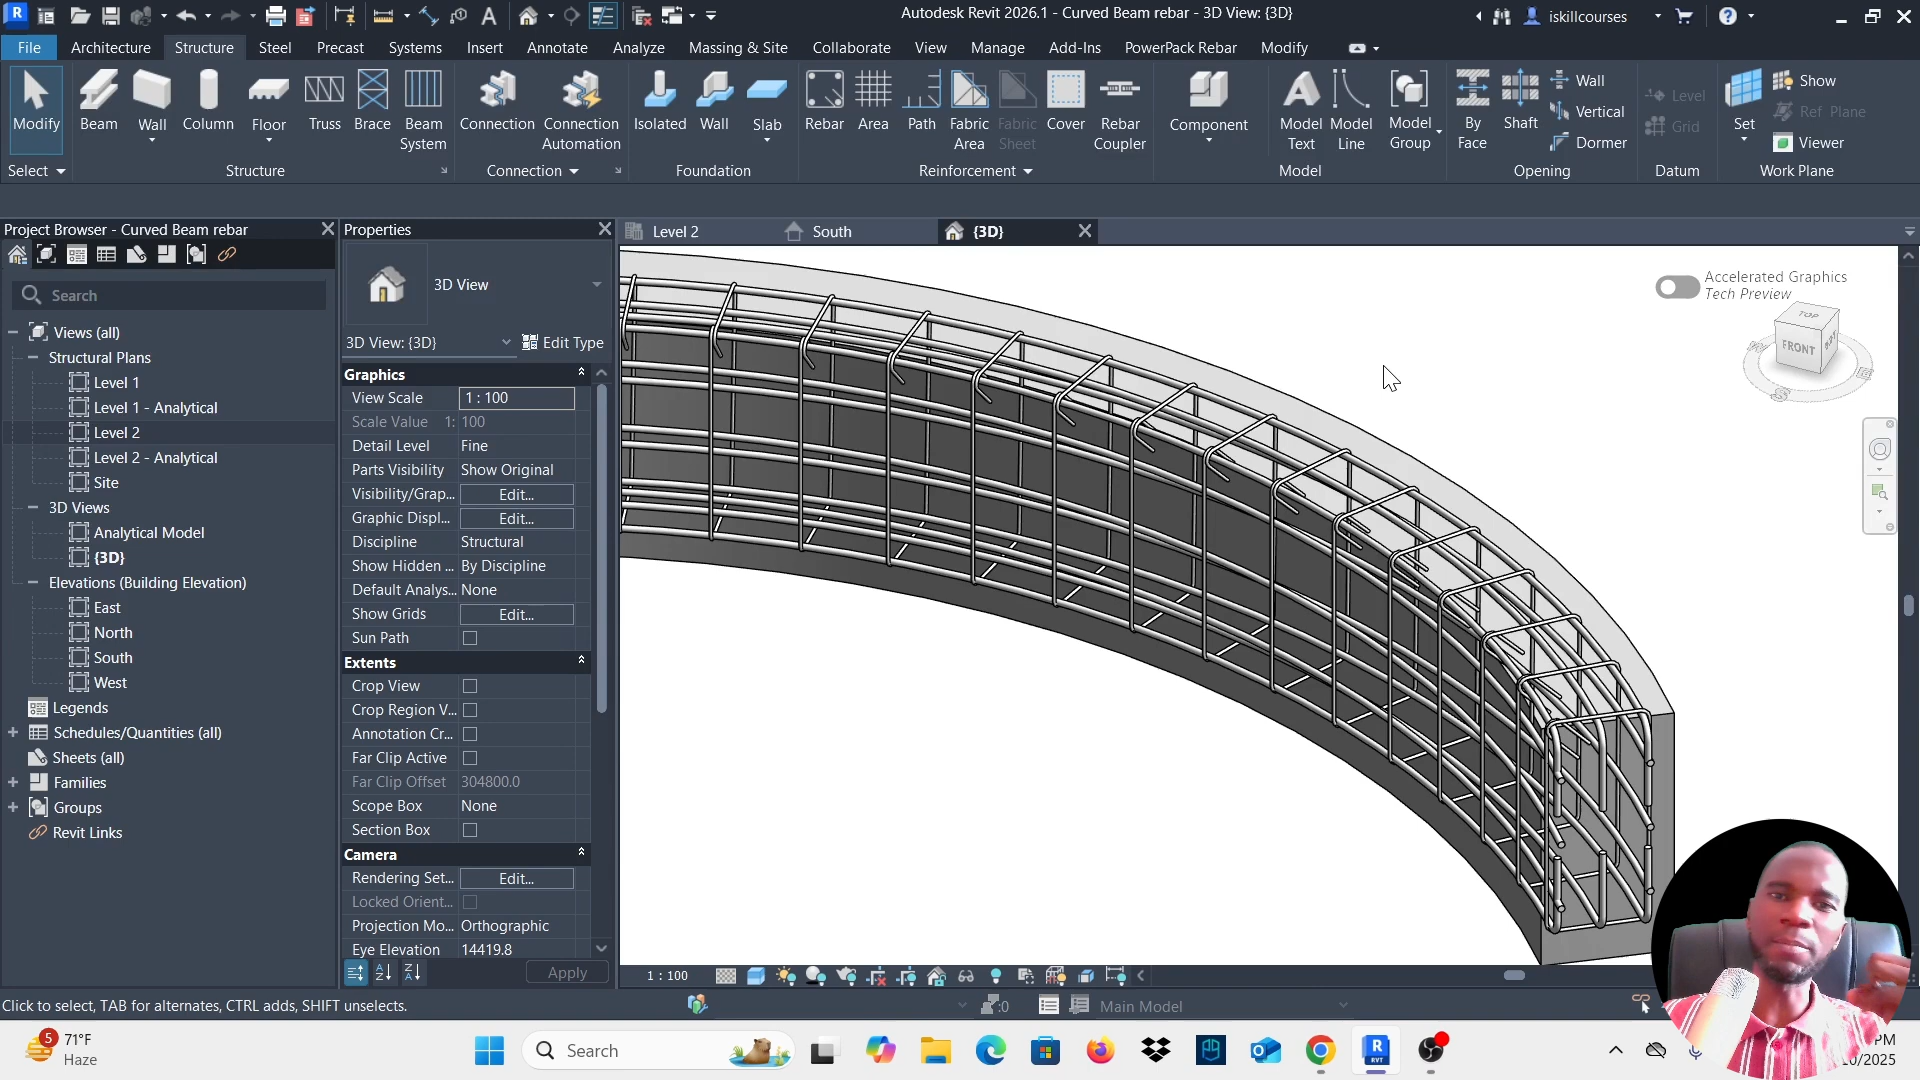 Autodesk Revit 2026.1 - Curved Beam rebar - 3D View: {3D}
iskillcourses
File Architecture Structure Steel Precast Systems Insert Annotate Analyze Massing & Site Collaborate View Manage Add-Ins PowerPack Rebar Modify
Modify Beam Wall Column Floor Truss Brace Beam System Connection Connection Automation Isolated Wall Slab Rebar Area Path Fabric Area Fabric Sheet Cover Rebar Coupler Component Model Text Model Line Model Group By Face Shaft Wall Vertical Dormer Level Grid Set Show Ref Plane Viewer
Select Structure Connection Foundation Reinforcement Model Opening Datum Work Plane
Project Browser - Curved Beam rebar
Search
Views (all)
Structural Plans
Level 1
Level 1 - Analytical
Level 2
Level 2 - Analytical
Site
3D Views
Analytical Model
{3D}
Elevations (Building Elevation)
East
North
South
West
Legends
Schedules/Quantities (all)
Sheets (all)
Families
Groups
Revit Links
Properties
3D View
3D View: {3D} Edit Type
Graphics
View Scale 1 : 100
Scale Value 1: 100
Detail Level Fine
Parts Visibility Show Original
Visibility/Grap... Edit...
Graphic Displ... Edit...
Discipline Structural
Show Hidden ... By Discipline
Default Analys... None
Show Grids Edit...
Sun Path
Extents
Crop View
Crop Region V...
Annotation Cr...
Far Clip Active
Far Clip Offset 304800.0
Scope Box None
Section Box
Camera
Rendering Set... Edit...
Locked Orient...
Projection Mo... Orthographic
Eye Elevation 14419.8
Apply
Level 2 South {3D}
Accelerated Graphics
Tech Preview
TOP
FRONT
1 : 100
Click to select, TAB for alternates, CTRL adds, SHIFT unselects.
:0
Main Model
5
71°F
Haze
Search
PM
0/2025